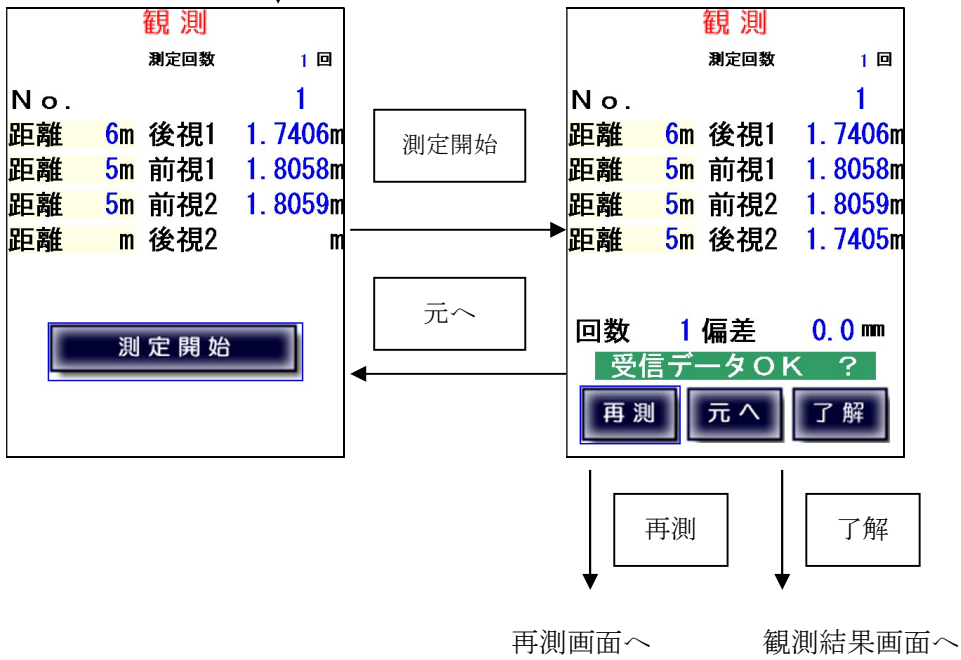 観測
測定回数 1 回
No. 1
距離 6m 後視1 1.7406m
距離 5m 前視1 1.8058m
距離 5m 前視2 1.8059m
距離 m 後視2 m
測定開始
測定開始
元へ
観測
測定回数 1 回
No. 1
距離 6m 後視1 1.7406m
距離 5m 前視1 1.8058m
距離 5m 前視2 1.8059m
距離 5m 後視2 1.7405m
回数 1 偏差 0.0㎜
受信データOK ?
再測 元へ 了解
再測 了解
再測画面へ 観測結果画面へ